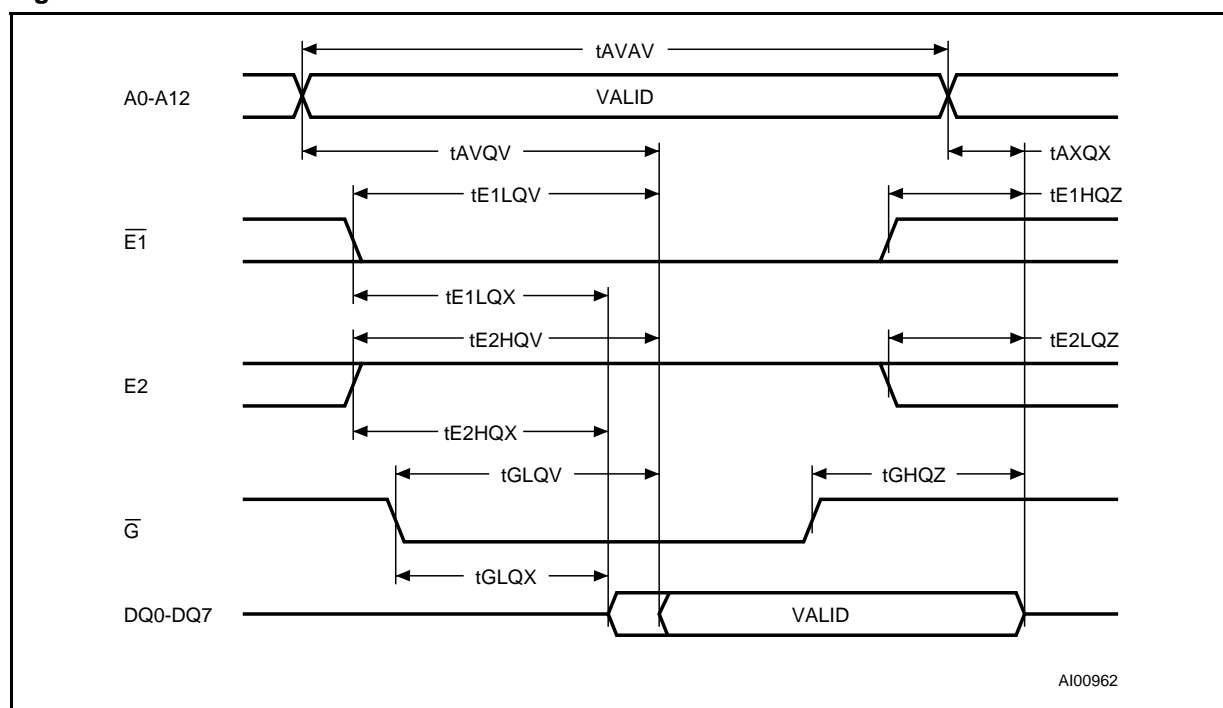 tAVAV
A0-A12
VALID
tAVQV
tAXQX
tE1LQV
tE1HQZ
E1
tE1LQX
tE2HQV
tE2LQZ
E2
tE2HQX
tGLQV
tGHQZ
G
tGLQX
DQ0-DQ7
VALID
AI00962